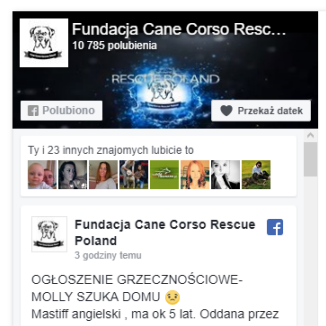 Fundacja Cane Corso Resc...
10 785 polubienia
RESCUE POLAND
Polubiono
Przekaż datek
Ty i 23 innych znajomych lubicie to
Fundacja Cane Corso Rescue
Poland
3 godziny temu
OGŁOSZENIE GRZECZNOŚCIOWE-
MOLLY SZUKA DOMU 😢
Mastiff angielski , ma ok 5 lat. Oddana przez